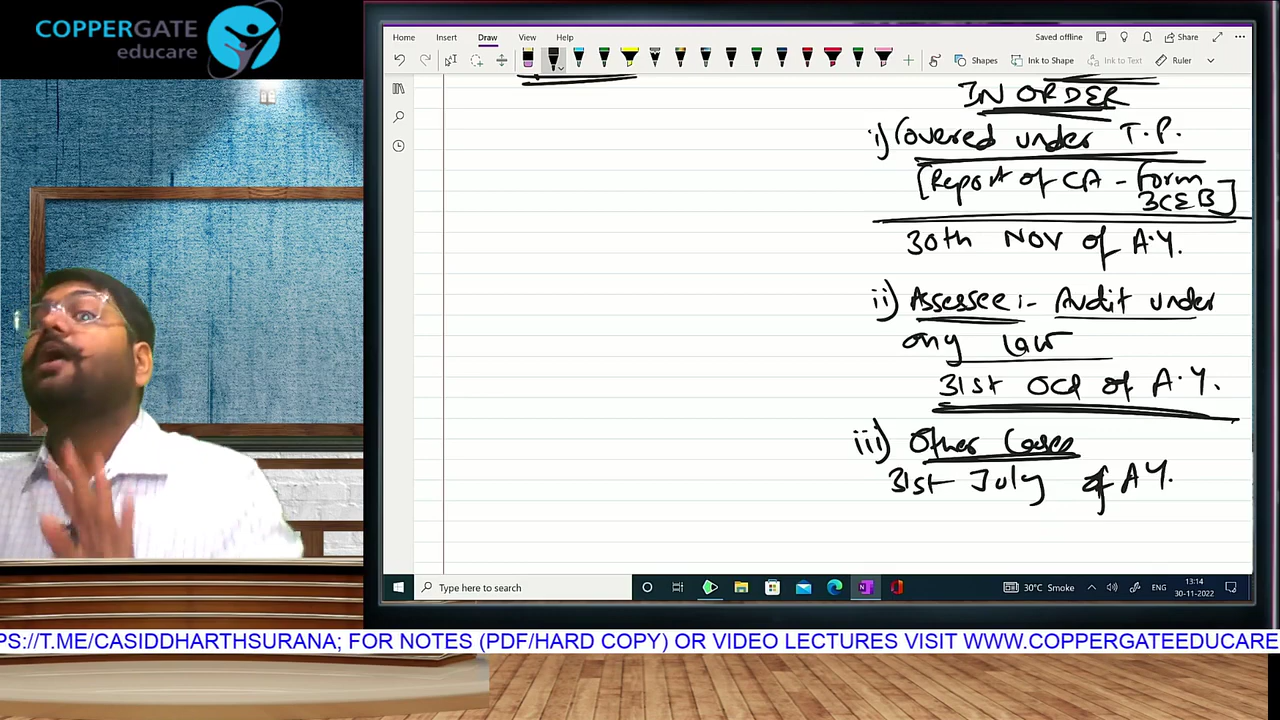 COPPERGATE
educare
Home Insert Draw View Help
Saved offline
Share
Shapes
Ink to Shape
Ink to Text
Ruler
IN ORDER
i) Covered under T.P.
[Report of CA - Form
3CEB]
30th NOV of A.Y.
ii) Assessee :- Audit under
any law
31st Oct of A.Y.
iii) Other Cases
31st July of A.Y.
Type here to search
30°C Smoke
ENG
13:14
30-11-2022
PS://T.ME/CASIDDHARTHSURANA; FOR NOTES (PDF/HARD COPY) OR VIDEO LECTURES VISIT WWW.COPPERGATEEDUCARE